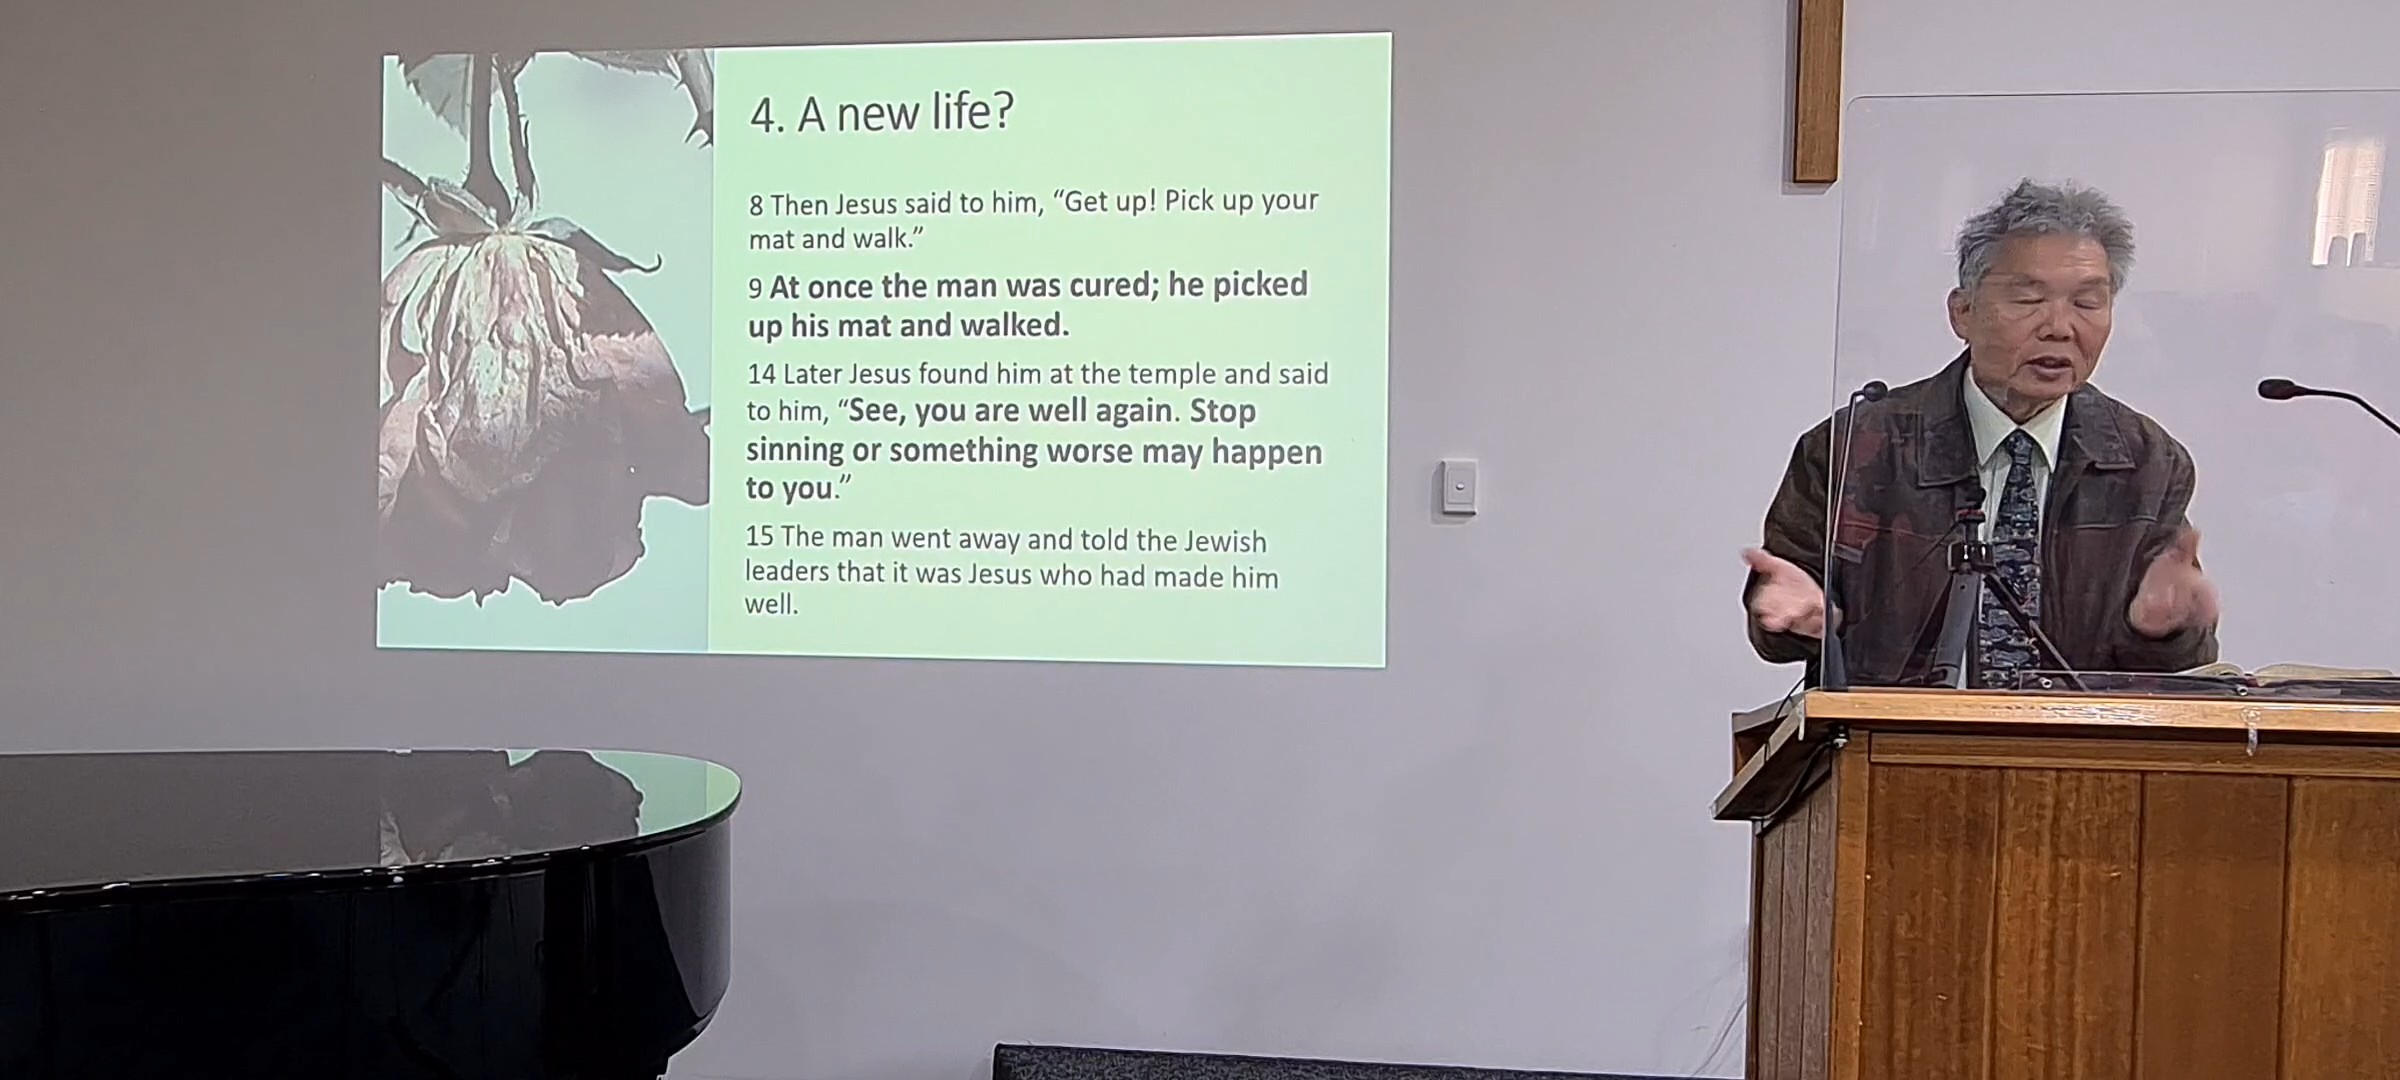 4. A new life?
8 Then Jesus said to him, “Get up! Pick up your
mat and walk.”
9 At once the man was cured; he picked
up his mat and walked.
14 Later Jesus found him at the temple and said
to him, “See, you are well again. Stop
sinning or something worse may happen
to you.”
15 The man went away and told the Jewish
leaders that it was Jesus who had made him
well.